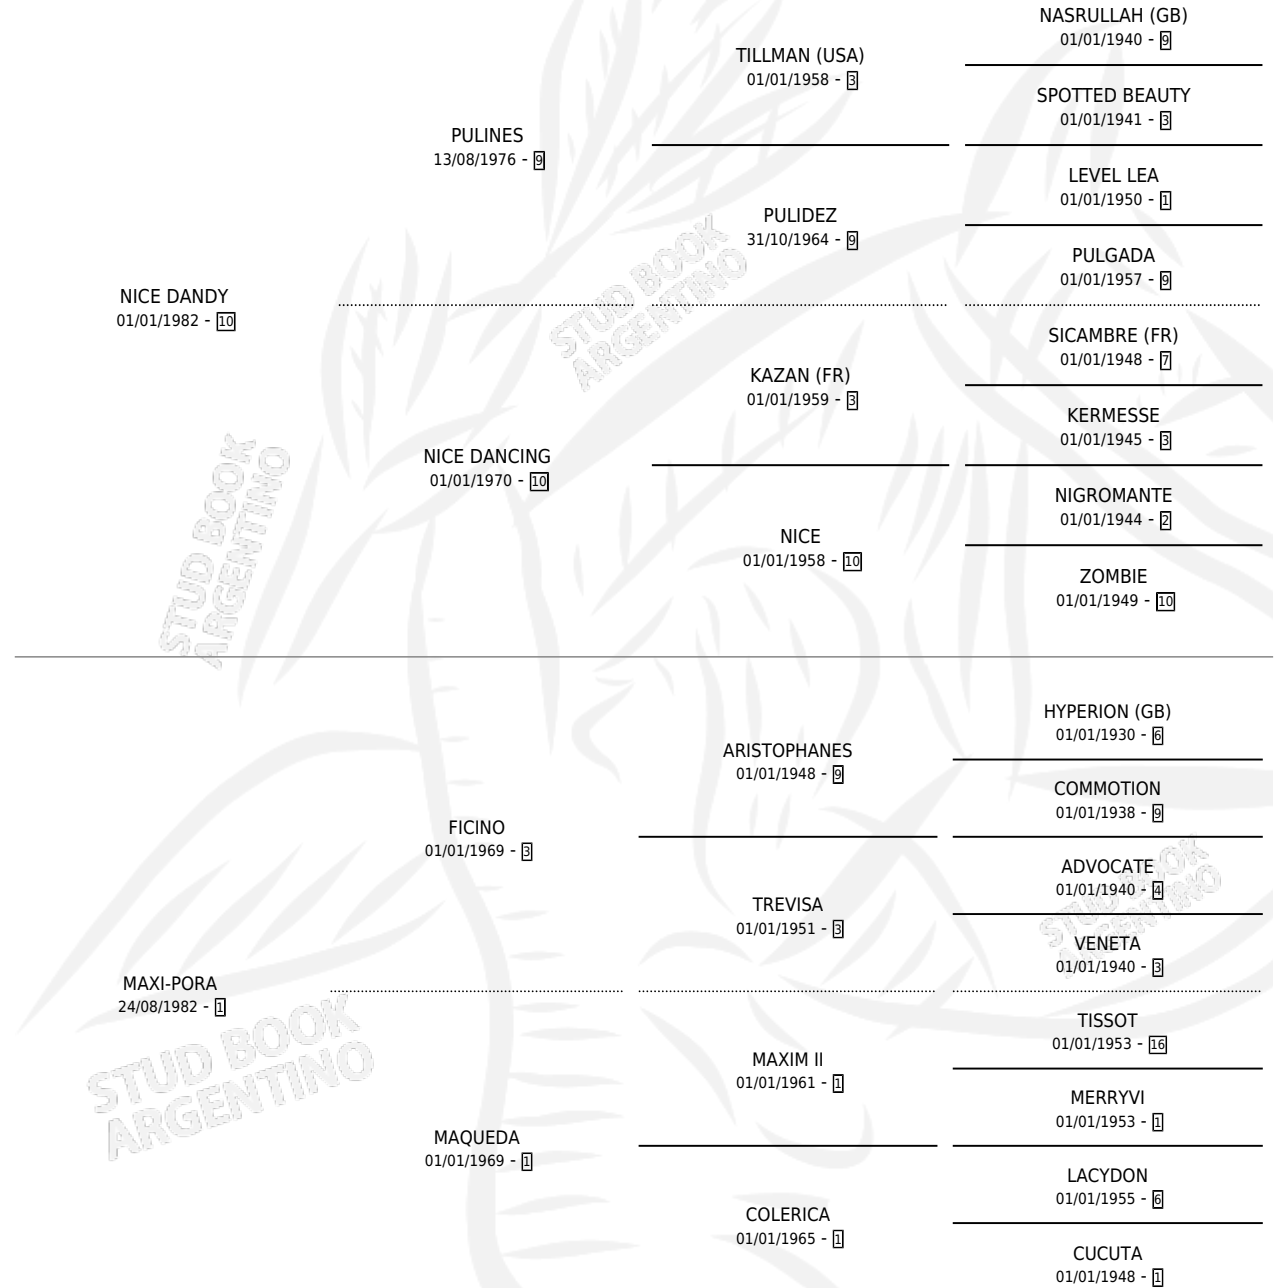 NASRULLAH (GB)
01/01/1940 - 9
TILLMAN (USA)
01/01/1958 - 3
SPOTTED BEAUTY
01/01/1941 - 3
PULINES
13/08/1976 - 9
LEVEL LEA
01/01/1950 - 1
PULIDEZ
31/10/1964 - 9
PULGADA
01/01/1957 - 9
NICE DANDY
01/01/1982 - 10
STUD BOOK
ARGENTINO
SICAMBRE (FR)
01/01/1948 - 7
KAZAN (FR)
01/01/1959 - 3
KERMESSE
01/01/1945 - 3
NICE DANCING
01/01/1970 - 10
NIGROMANTE
01/01/1944 - 2
NICE
01/01/1958 - 10
ZOMBIE
01/01/1949 - 10
STUD BOOK
ARGENTINO
HYPERION (GB)
01/01/1930 - 6
ARISTOPHANES
01/01/1948 - 9
COMMOTION
01/01/1938 - 9
FICINO
01/01/1969 - 3
ADVOCATE
01/01/1940 - 4
TREVISA
01/01/1951 - 3
STUD BOOK
ARGENTINO
VENETA
01/01/1940 - 3
MAXI-PORA
24/08/1982 - 1
TISSOT
01/01/1953 - 16
MAXIM II
01/01/1961 - 1
STUD BOOK
ARGENTINO
MERRYVI
01/01/1953 - 1
MAQUEDA
01/01/1969 - 1
LACYDON
01/01/1955 - 6
COLERICA
01/01/1965 - 1
CUCUTA
01/01/1948 - 1